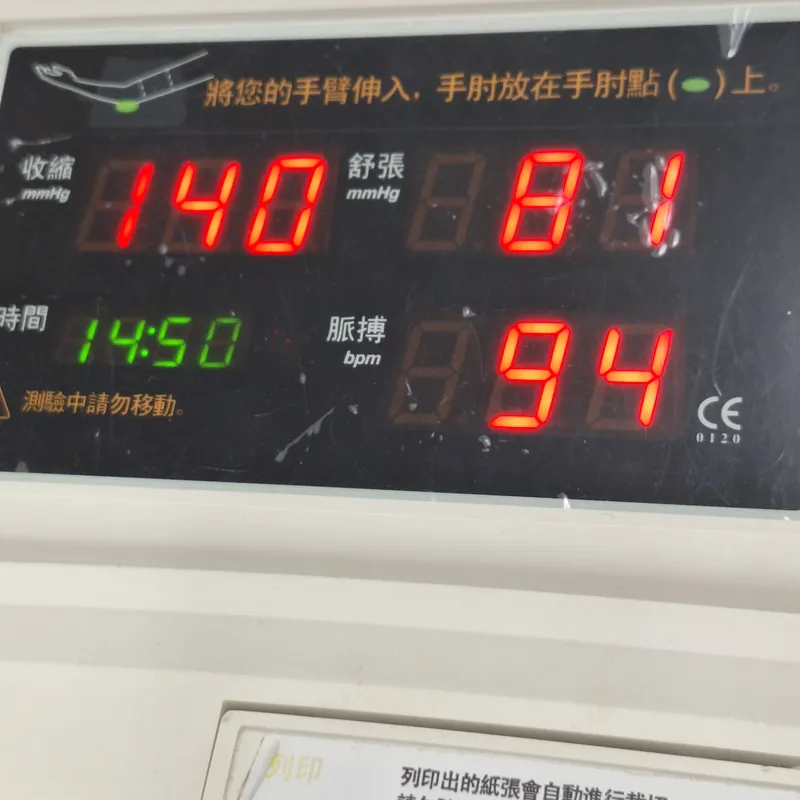 將您的手臂伸入，手肘放在手肘點()上。
收縮 mmHg 140
舒張 mmHg 81
時間 14:50
脈搏 bpm 94
測驗中請勿移動。
CE
0120
列印
列印出的紙張會自動進行裁切